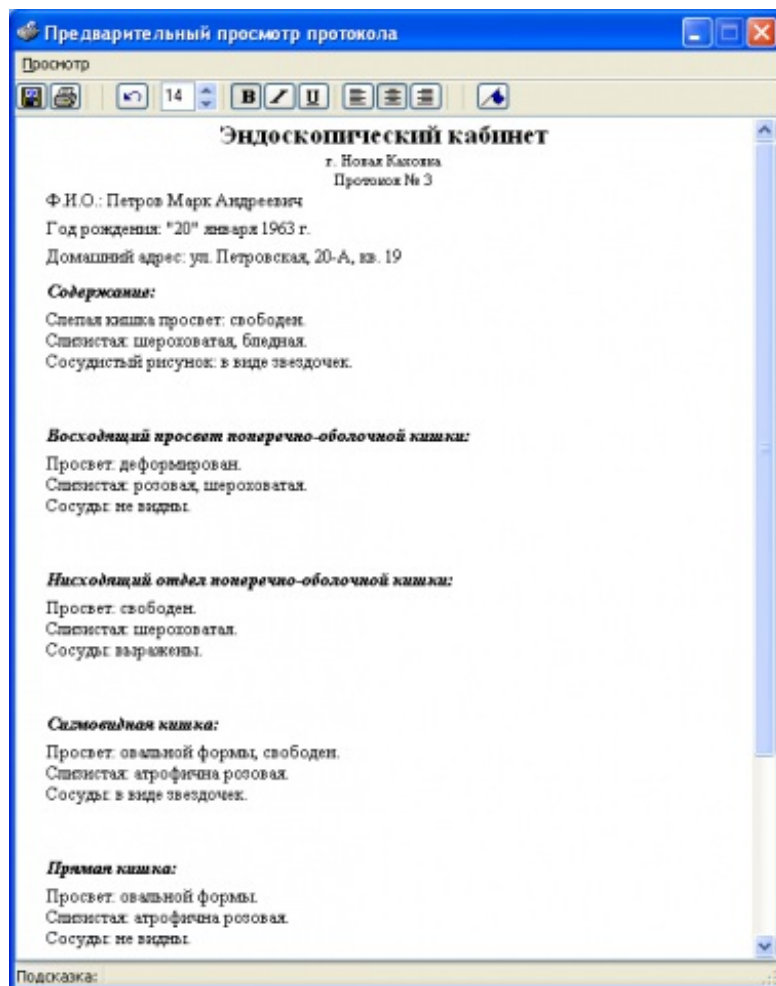 Предварительный просмотр протокола
Просмотр
14 B I U
Эндоскопический кабинет
г. Новая Каховка
Протокол № 3
Ф.И.О.: Петров Марк Андреевич
Год рождения: "20" января 1963 г.
Домашний адрес: ул. Петровская, 20-А, кв. 19
Содержание:
Слепая кишка просвет: свободен.
Слизистая: шероховатая, бледная.
Сосудистый рисунок: в виде звездочек.
Восходящий просвет поперечно-оболочной кишки:
Просвет: деформирован.
Слизистая: розовая, шероховатая.
Сосуды: не видны.
Нисходящий отдел поперечно-оболочной кишки:
Просвет: свободен.
Слизистая: шероховатая.
Сосуды: выражены.
Сигмовидная кишка:
Просвет: овальной формы, свободен.
Слизистая: атрофична розовая.
Сосуды: в виде звездочек.
Прямая кишка:
Просвет: овальной формы.
Слизистая: атрофична розовая.
Сосуды: не видны.
Подсказка: